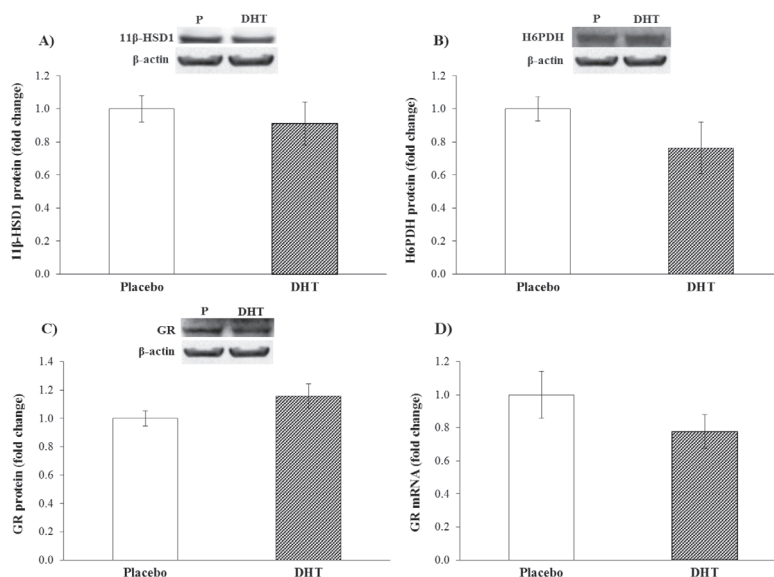 A)
P DHT
11β-HSD1
β-actin
11β-HSD1 protein (fold change)
1.2
1.0
0.8
0.6
0.4
0.2
0.0
Placebo DHT
B)
P DHT
H6PDH
β-actin
H6PDH protein (fold change)
1.2
1.0
0.8
0.6
0.4
0.2
0.0
Placebo DHT
C)
P DHT
GR
β-actin
GR protein (fold change)
1.4
1.2
1.0
0.8
0.6
0.4
0.2
0.0
Placebo DHT
D)
GR mRNA (fold change)
1.2
1.0
0.8
0.6
0.4
0.2
0.0
Placebo DHT